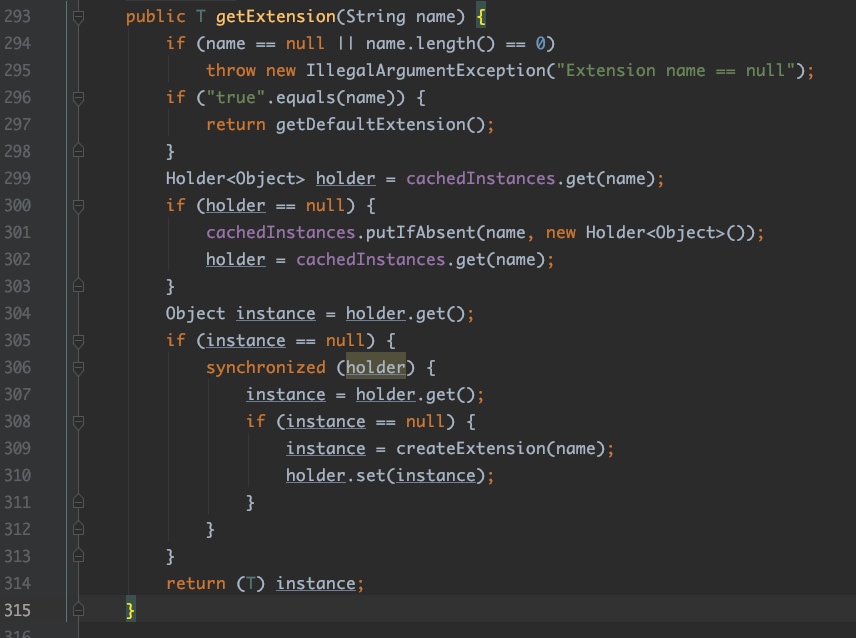 293 public T getExtension(String name) {
294 if (name == null || name.length() == 0)
295 throw new IllegalArgumentException("Extension name == null");
296 if ("true".equals(name)) {
297 return getDefaultExtension();
298 }
299 Holder<Object> holder = cachedInstances.get(name);
300 if (holder == null) {
301 cachedInstances.putIfAbsent(name, new Holder<Object>());
302 holder = cachedInstances.get(name);
303 }
304 Object instance = holder.get();
305 if (instance == null) {
306 synchronized (holder) {
307 instance = holder.get();
308 if (instance == null) {
309 instance = createExtension(name);
310 holder.set(instance);
311 }
312 }
313 }
314 return (T) instance;
315 }
316